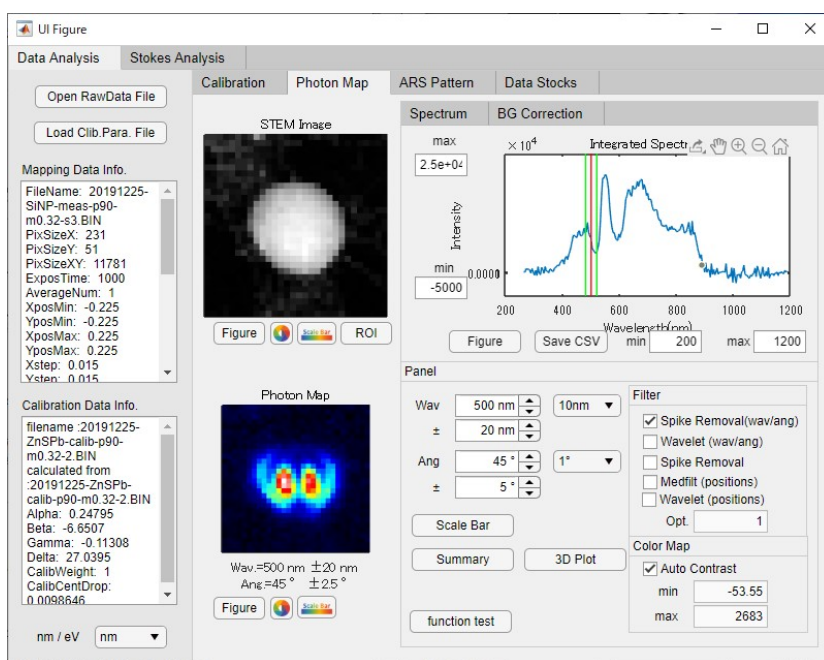 UI Figure
Data Analysis
Stokes Analysis
Open RawData File
Load Clib.Para. File
Mapping Data Info.
FileName: 20191225-
SiNP-meas-p90-
m0.32-s3.BIN
PixSizeX: 231
PixSizeY: 51
PixSizeXY: 11781
ExposTime: 1000
AverageNum: 1
XposMin: -0.225
YposMin: -0.225
XposMax: 0.225
YposMax: 0.225
Xstep: 0.015
Ystep: 0.015
Calibration Data Info.
filename :20191225-
ZnSPb-calib-p90-
m0.32-2.BIN
calculated from
:20191225-ZnSPb-
calib-p90-m0.32-2.BIN
Alpha: 0.24795
Beta: -6.6507
Gamma: -0.11308
Delta: 27.0395
CalibWeight: 1
CalibCentDrop:
0.0098646
nm / eV
nm
Calibration
Photon Map
ARS Pattern
Data Stocks
STEM Image
Figure
Scale Bar
ROI
Photon Map
Wav.=500 nm ±20 nm
Ang.=45 ° ±2.5 °
Figure
Scale Bar
Spectrum
BG Correction
max
2.5e+04
min
-5000
× 10⁴
Integrated Spectr
Intensity
0.0000
200 400 600 800 1000 1200
Wavelength(nm)
Figure
Save CSV
min
200
max
1200
Panel
Wav
500 nm
10nm
±
20 nm
Ang
45 °
1°
±
5 °
Scale Bar
Summary
3D Plot
function test
Filter
Spike Removal(wav/ang)
Wavelet (wav/ang)
Spike Removal
Medfilt (positions)
Wavelet (positions)
Opt.
1
Color Map
Auto Contrast
min
-53.55
max
2683